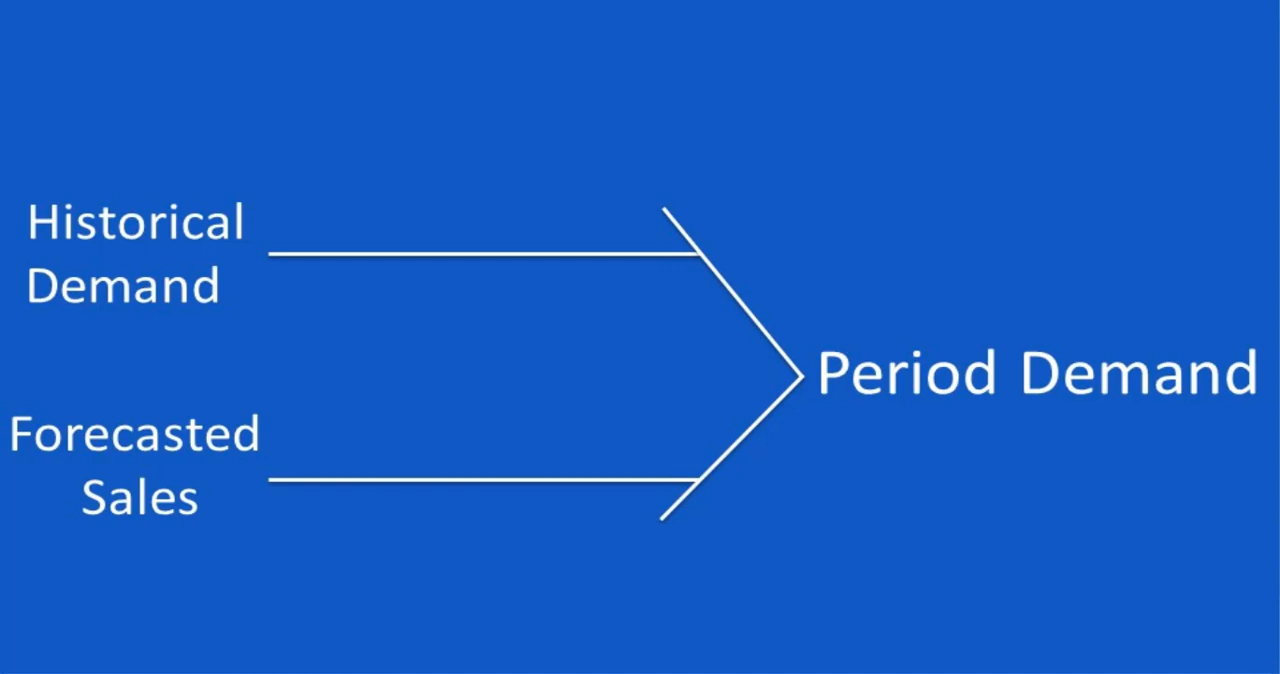 Historical
Demand
Forecasted
Sales
Period Demand